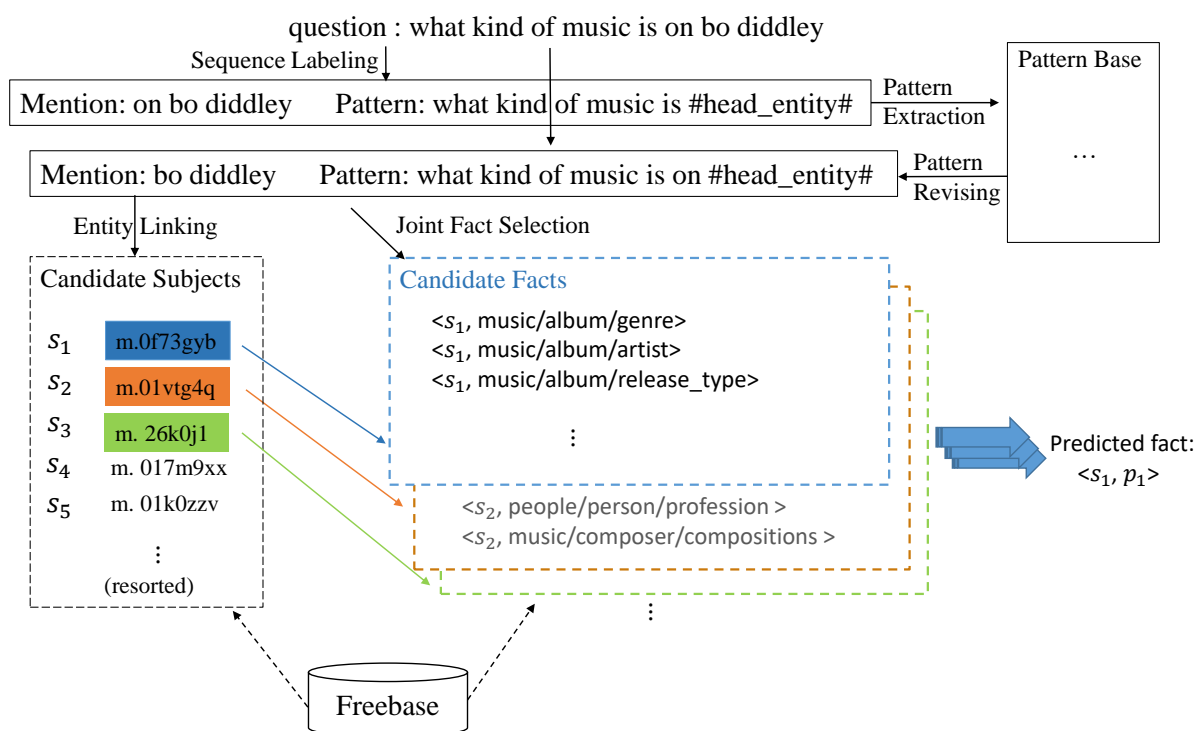 question : what kind of music is on bo diddley
Sequence Labeling
Pattern Base
Mention: on bo diddley Pattern: what kind of music is #head_entity#
Pattern
Extraction
...
Mention: bo diddley Pattern: what kind of music is on #head_entity#
Pattern
Revising
Entity Linking
Joint Fact Selection
Candidate Subjects
s1 m.0f73gyb
s2 m.01vtg4q
s3 m. 26k0j1
s4 m. 017m9xx
s5 m. 01k0zzv
⋮
(resorted)
Candidate Facts
<s1, music/album/genre>
<s1, music/album/artist>
<s1, music/album/release_type>
⋮
<s2, people/person/profession >
<s2, music/composer/compositions >
⋮
Predicted fact:
<s1, p1>
Freebase